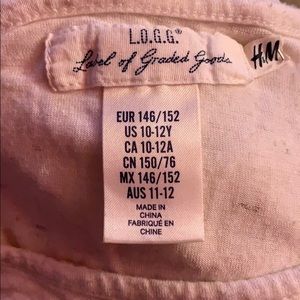 L.O.G.G.®
Label of Graded Goods
H&M
EUR 146/152
US 10-12Y
CA 10-12A
CN 150/76
MX 146/152
AUS 11-12
MADE IN
CHINA
FABRIQUÉ EN
CHINE